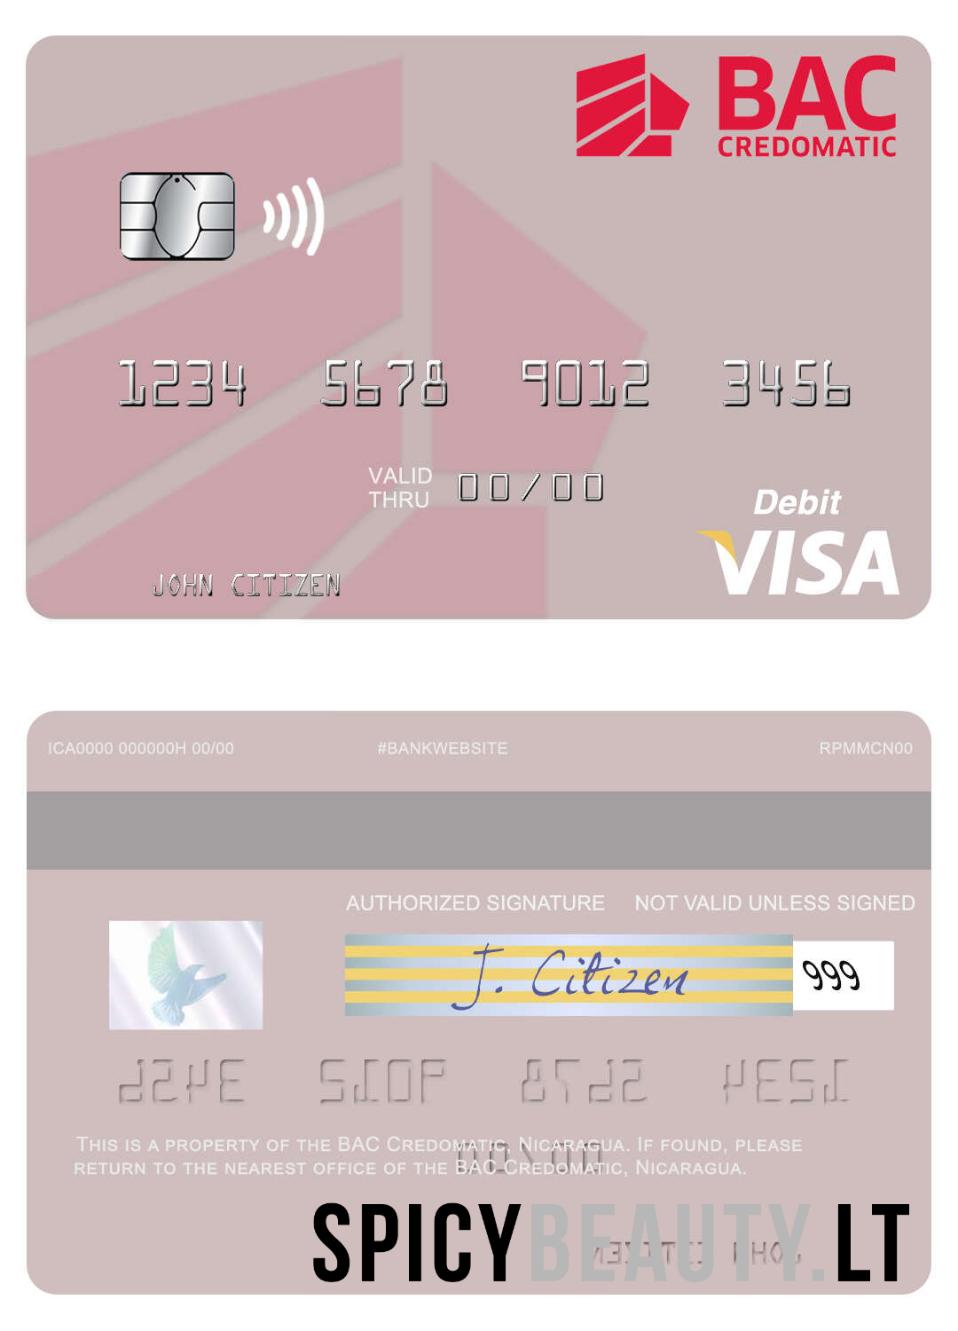 BAC
CREDOMATIC
1234 5678 9012 3456
VALID
THRU 00/00
Debit
VISA
JOHN CITIZEN
ICA0000 000000H 00/00 #BANKWEBSITE RPMMCN00
AUTHORIZED SIGNATURE NOT VALID UNLESS SIGNED
J. Citizen 999
THIS IS A PROPERTY OF THE BAC CREDOMATIC, NICARAGUA. IF FOUND, PLEASE
RETURN TO THE NEAREST OFFICE OF THE BAC CREDOMATIC, NICARAGUA.
SPICYBEAUTY.LT